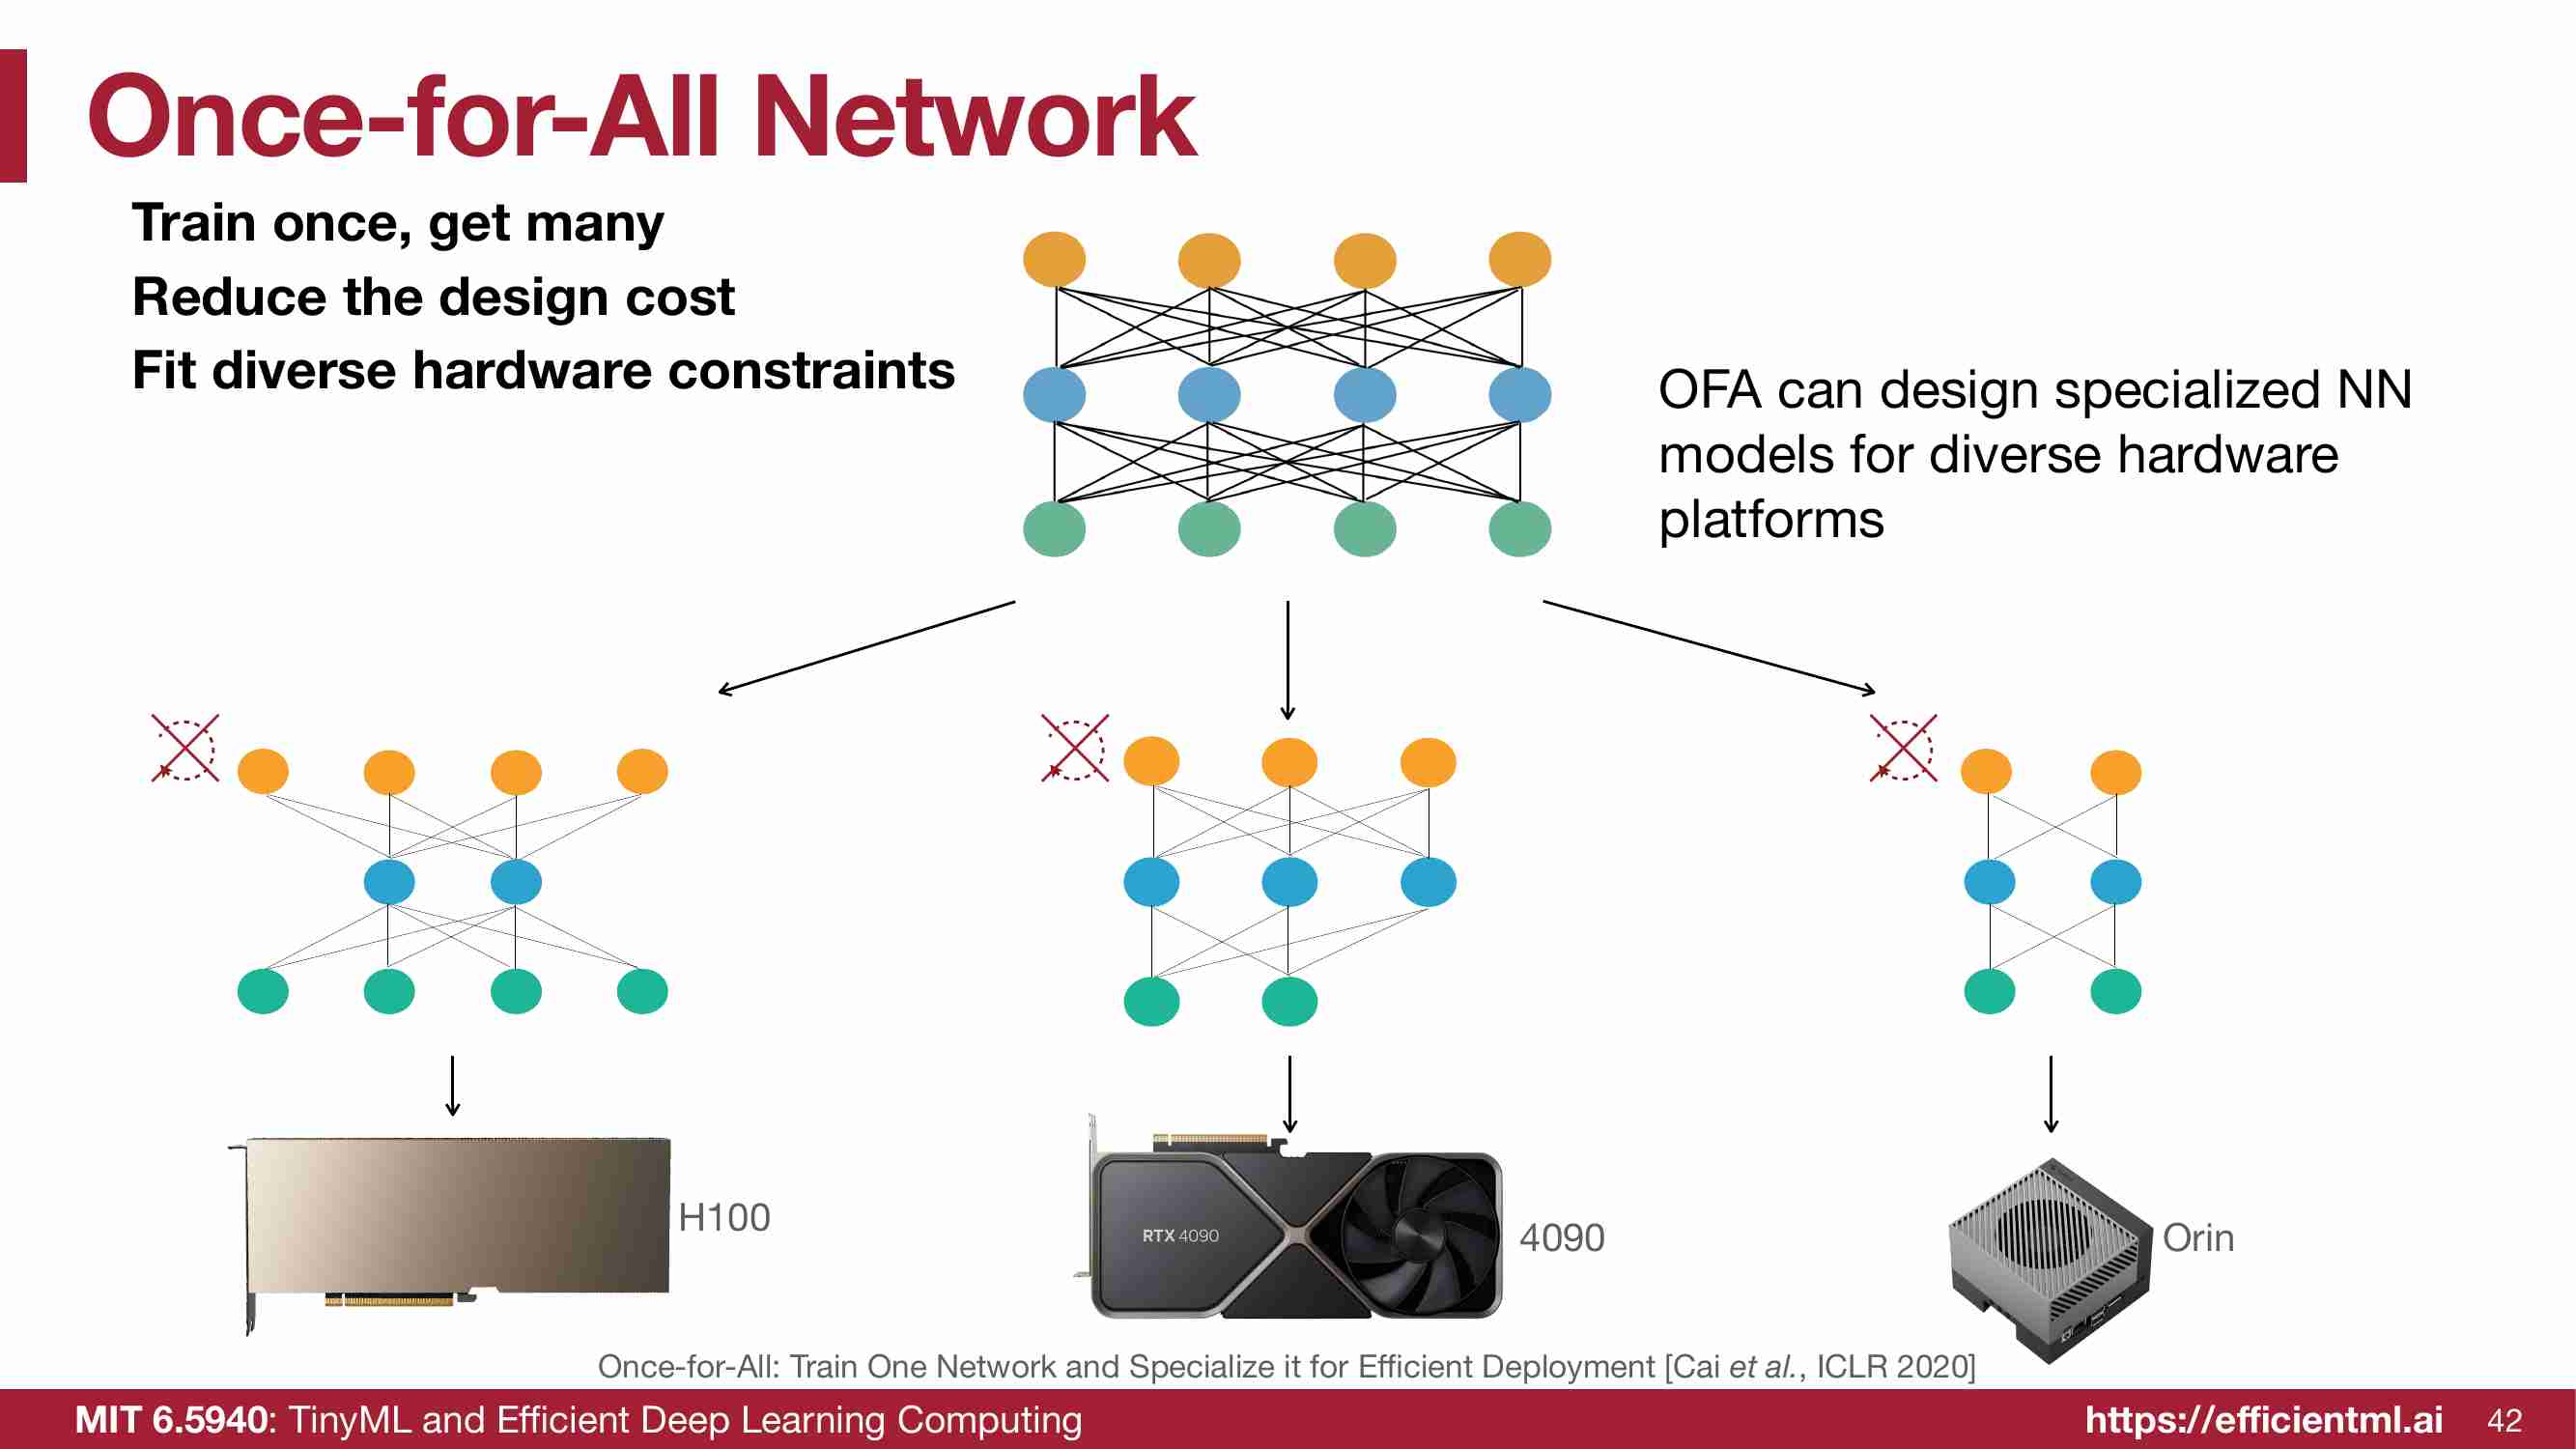 Once-for-All Network
Train once, get many
Reduce the design cost
Fit diverse hardware constraints
OFA can design specialized NN
models for diverse hardware
platforms
H100
RTX 4090
4090
Orin
Once-for-All: Train One Network and Specialize it for Efficient Deployment [Cai et al., ICLR 2020]
MIT 6.5940: TinyML and Efficient Deep Learning Computing
https://efficientml.ai
42